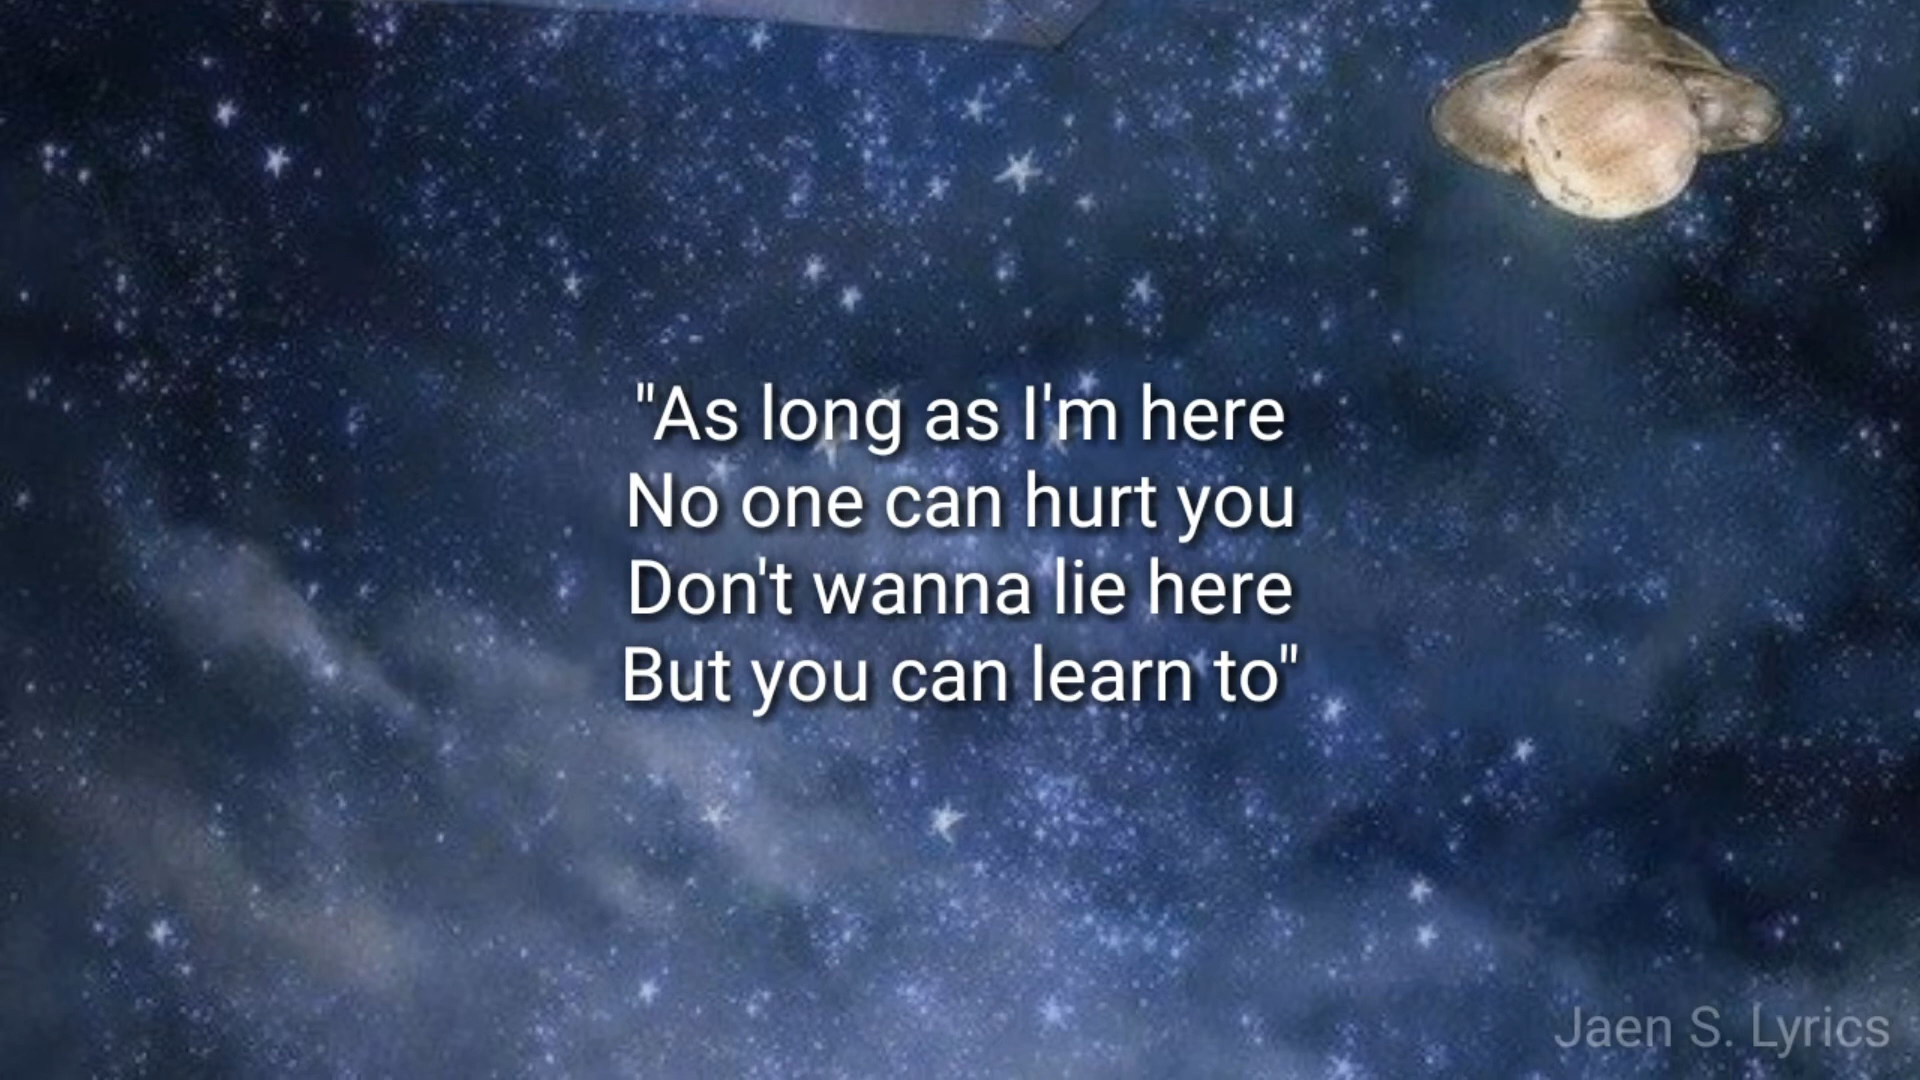 "As long as I'm here
No one can hurt you
Don't wanna lie here
But you can learn to"
Jaen S. Lyrics